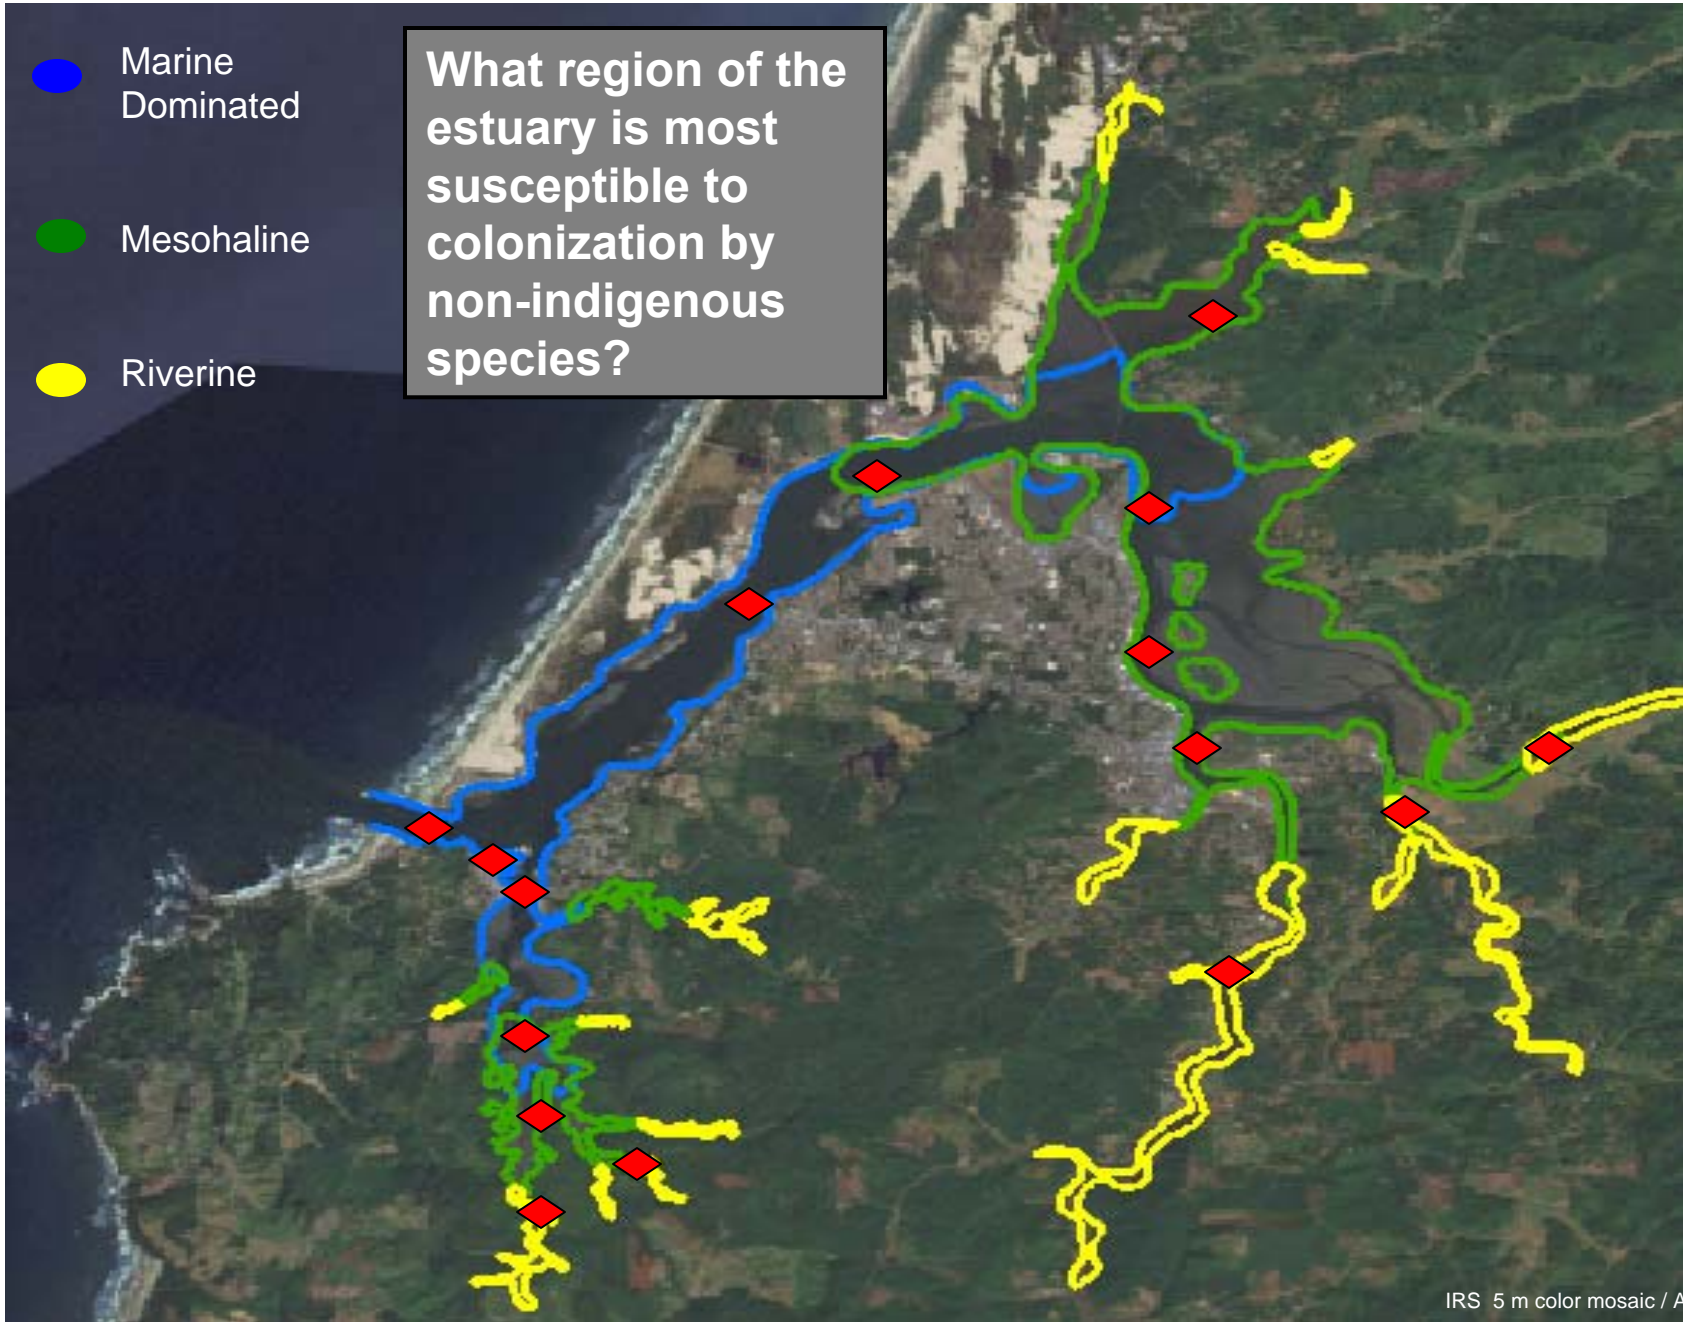 Marine
Dominated
Mesohaline
Riverine
What region of the
estuary is most
susceptible to
colonization by
non-indigenous
species?
IRS 5 m color mosaic / A